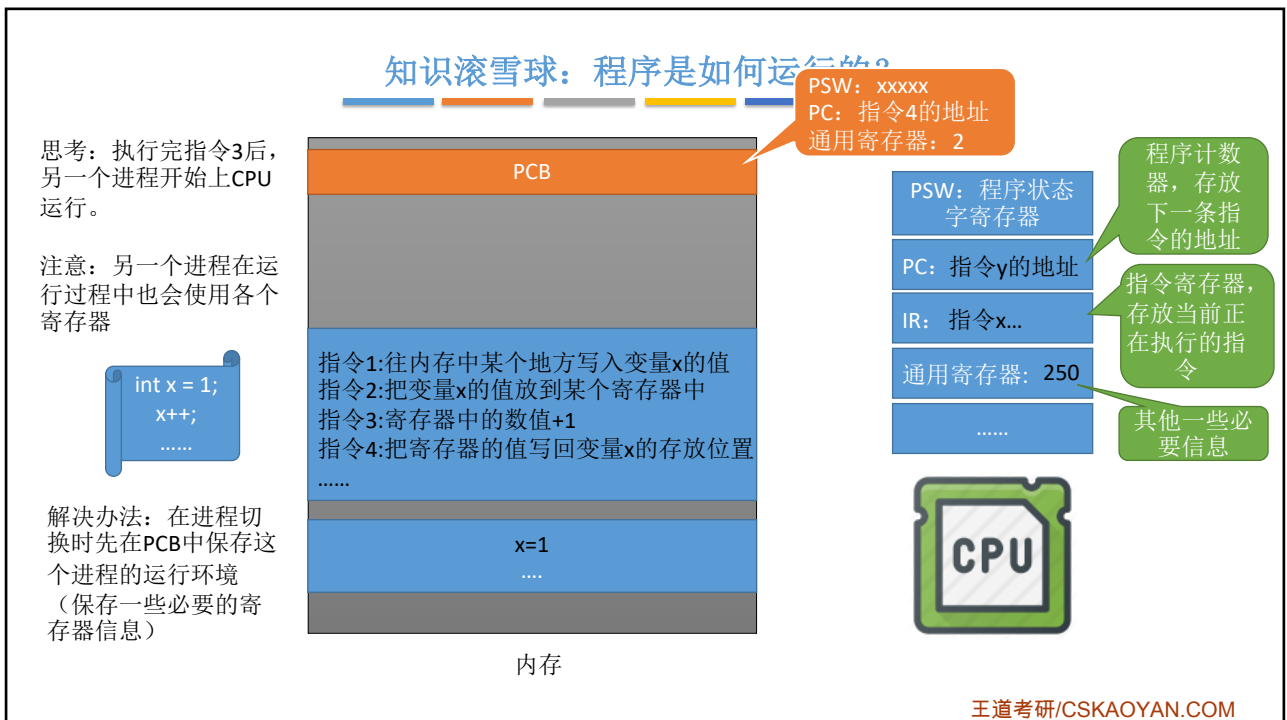 知识滚雪球：程序是如何运行的？
PSW：xxxxx
PC：指令4的地址
通用寄存器：2
思考：执行完指令3后，
另一个进程开始上CPU
运行。
注意：另一个进程在运
行过程中也会使用各个
寄存器
int x = 1;
x++;
……
解决办法：在进程切
换时先在PCB中保存这
个进程的运行环境
（保存一些必要的寄
存器信息）
PCB
指令1:往内存中某个地方写入变量x的值
指令2:把变量x的值放到某个寄存器中
指令3:寄存器中的数值+1
指令4:把寄存器的值写回变量x的存放位置
……
x=1
….
内存
PSW：程序状态
字寄存器
PC：指令y的地址
IR： 指令x…
通用寄存器: 250
……
程序计数
器，存放
下一条指
令的地址
指令寄存器，
存放当前正
在执行的指
令
其他一些必
要信息
CPU
王道考研/CSKAOYAN.COM